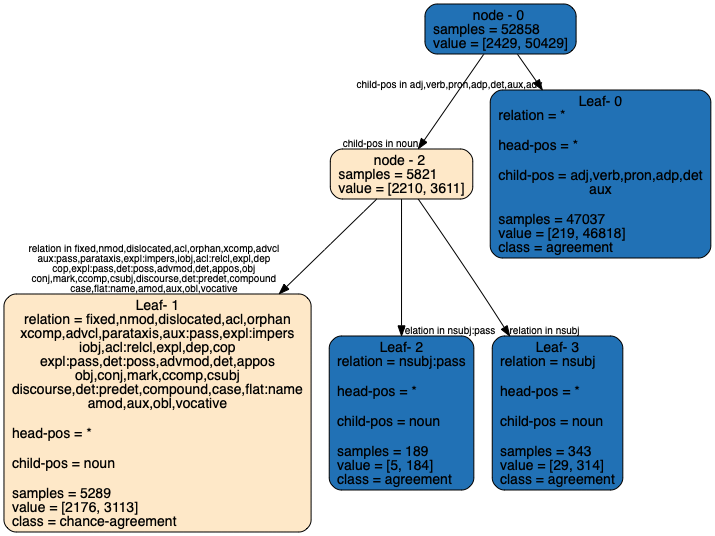 node - 0
samples = 52858
value = [2429, 50429]
child-pos in adj,verb,pron,adp,det,aux,adv
child-pos in noun
Leaf- 0
relation = *
head-pos = *
child-pos = adj,verb,pron,adp,det
aux
samples = 47037
value = [219, 46818]
class = agreement
node - 2
samples = 5821
value = [2210, 3611]
relation in fixed,nmod,dislocated,acl,orphan,xcomp,advcl
aux:pass,parataxis,expl:impers,iobj,acl:relcl,expl,dep
cop,expl:pass,det:poss,advmod,det,appos,obj
conj,mark,ccomp,csubj,discourse,det:predet,compound
case,flat:name,amod,aux,obl,vocative
relation in nsubj:pass
relation in nsubj
Leaf- 1
relation = fixed,nmod,dislocated,acl,orphan
xcomp,advcl,parataxis,aux:pass,expl:impers
iobj,acl:relcl,expl,dep,cop
expl:pass,det:poss,advmod,det,appos
obj,conj,mark,ccomp,csubj
discourse,det:predet,compound,case,flat:name
amod,aux,obl,vocative
head-pos = *
child-pos = noun
samples = 5289
value = [2176, 3113]
class = chance-agreement
Leaf- 2
relation = nsubj:pass
head-pos = *
child-pos = noun
samples = 189
value = [5, 184]
class = agreement
Leaf- 3
relation = nsubj
head-pos = *
child-pos = noun
samples = 343
value = [29, 314]
class = agreement